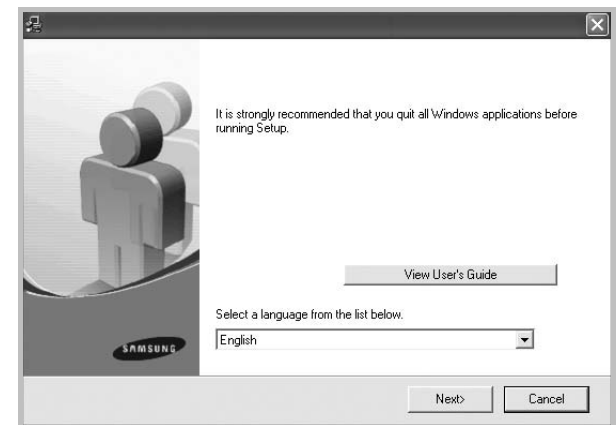 It is strongly recommended that you quit all Windows applications before
running Setup.
View User's Guide
Select a language from the list below.
English
SAMSUNG
Next>
Cancel